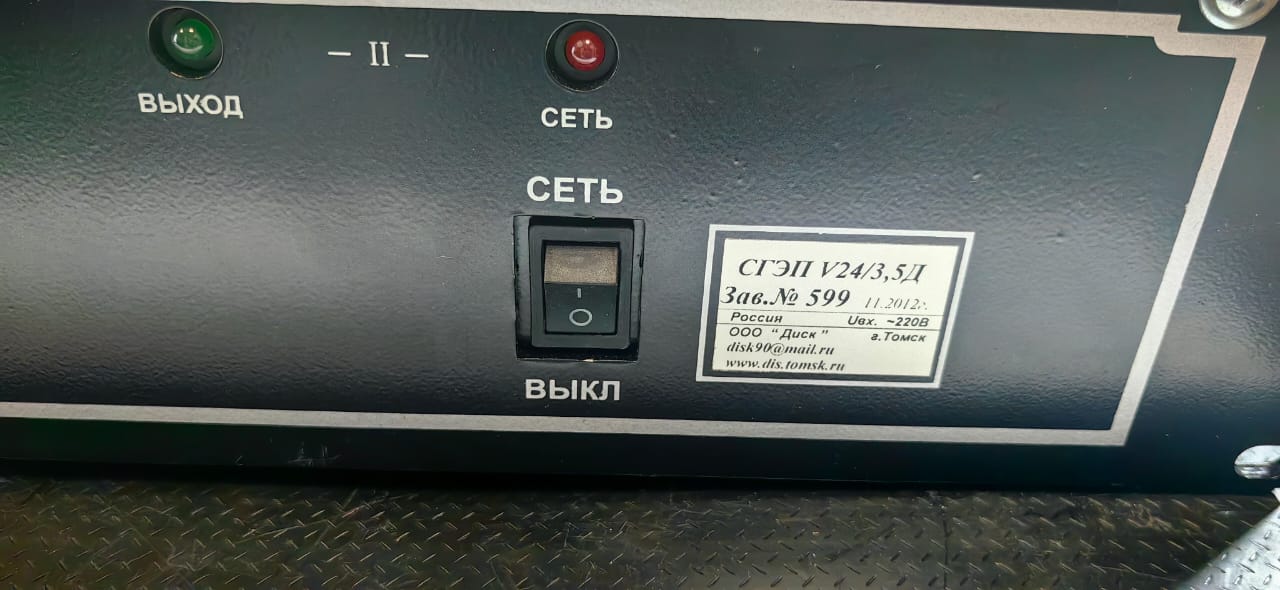 – II –
ВЫХОД
СЕТЬ
СЕТЬ
I
O
ВЫКЛ
СГЭП V24/3,5Д
Зав.№ 599 11.2012г.
Россия Uвх. ~220В
ООО "Диск" г.Томск
disk90@mail.ru
www.dis.tomsk.ru